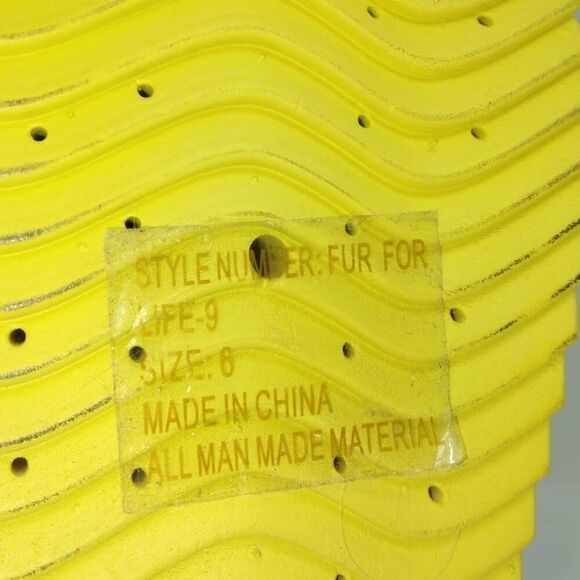 STYLE NUMBER: FUR FOR
LIFE-9
SIZE: 6
MADE IN CHINA
ALL MAN MADE MATERIAL